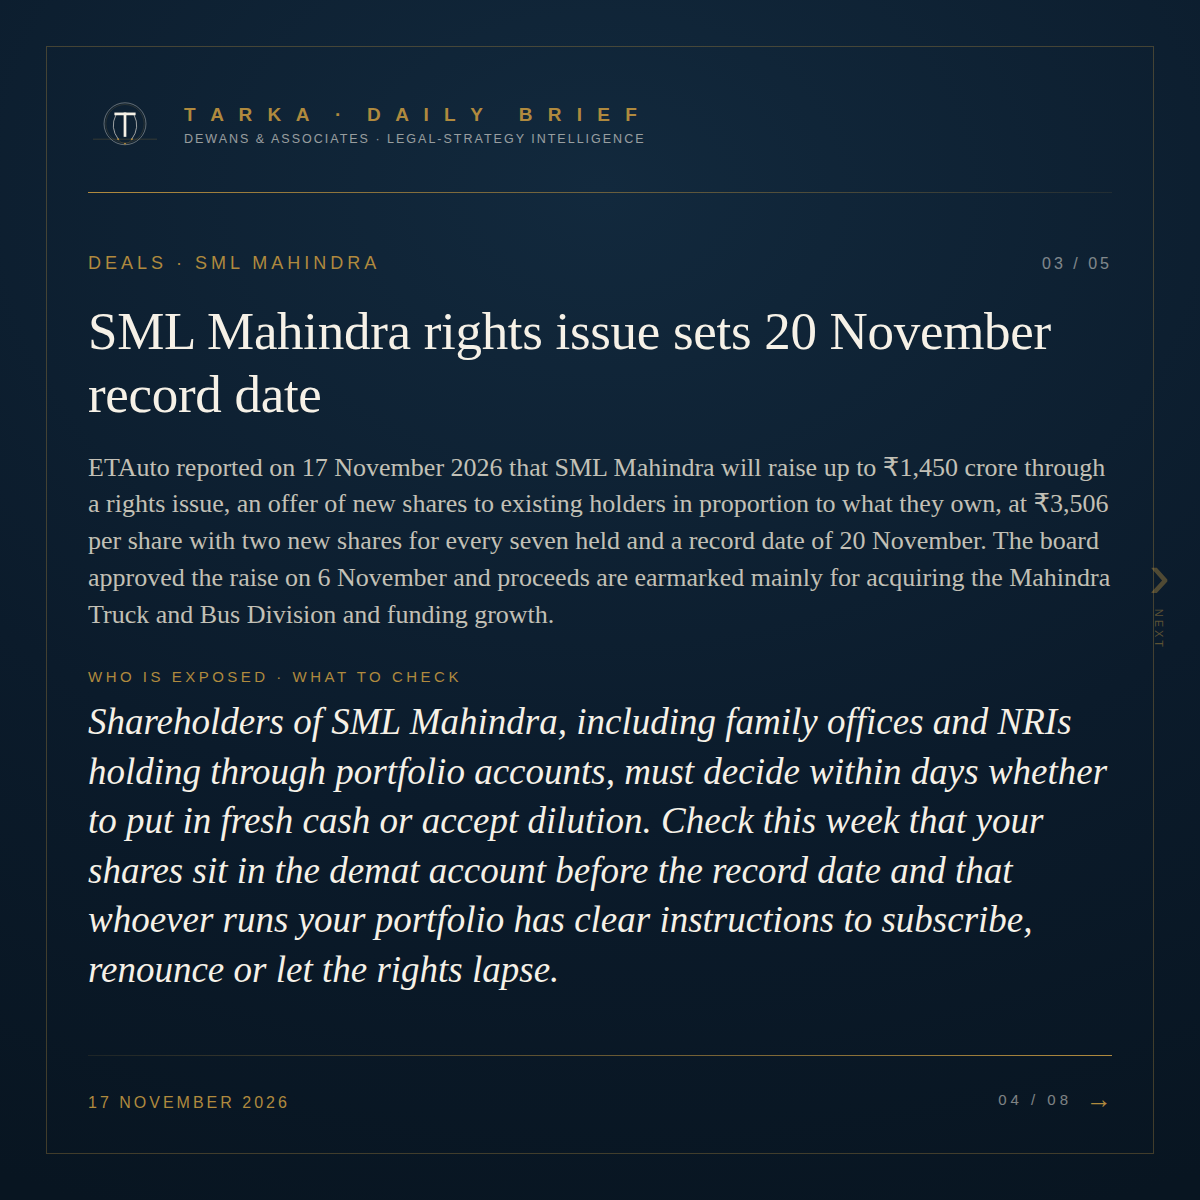 TARKA · DAILY BRIEF
DEWANS & ASSOCIATES · LEGAL-STRATEGY INTELLIGENCE
DEALS · SML MAHINDRA
03 / 05
SML Mahindra rights issue sets 20 November
record date
ETAuto reported on 17 November 2026 that SML Mahindra will raise up to ₹1,450 crore through
a rights issue, an offer of new shares to existing holders in proportion to what they own, at ₹3,506
per share with two new shares for every seven held and a record date of 20 November. The board
approved the raise on 6 November and proceeds are earmarked mainly for acquiring the Mahindra
Truck and Bus Division and funding growth.
NEXT
WHO IS EXPOSED · WHAT TO CHECK
Shareholders of SML Mahindra, including family offices and NRIs
holding through portfolio accounts, must decide within days whether
to put in fresh cash or accept dilution. Check this week that your
shares sit in the demat account before the record date and that
whoever runs your portfolio has clear instructions to subscribe,
renounce or let the rights lapse.
17 NOVEMBER 2026
04 / 08 →